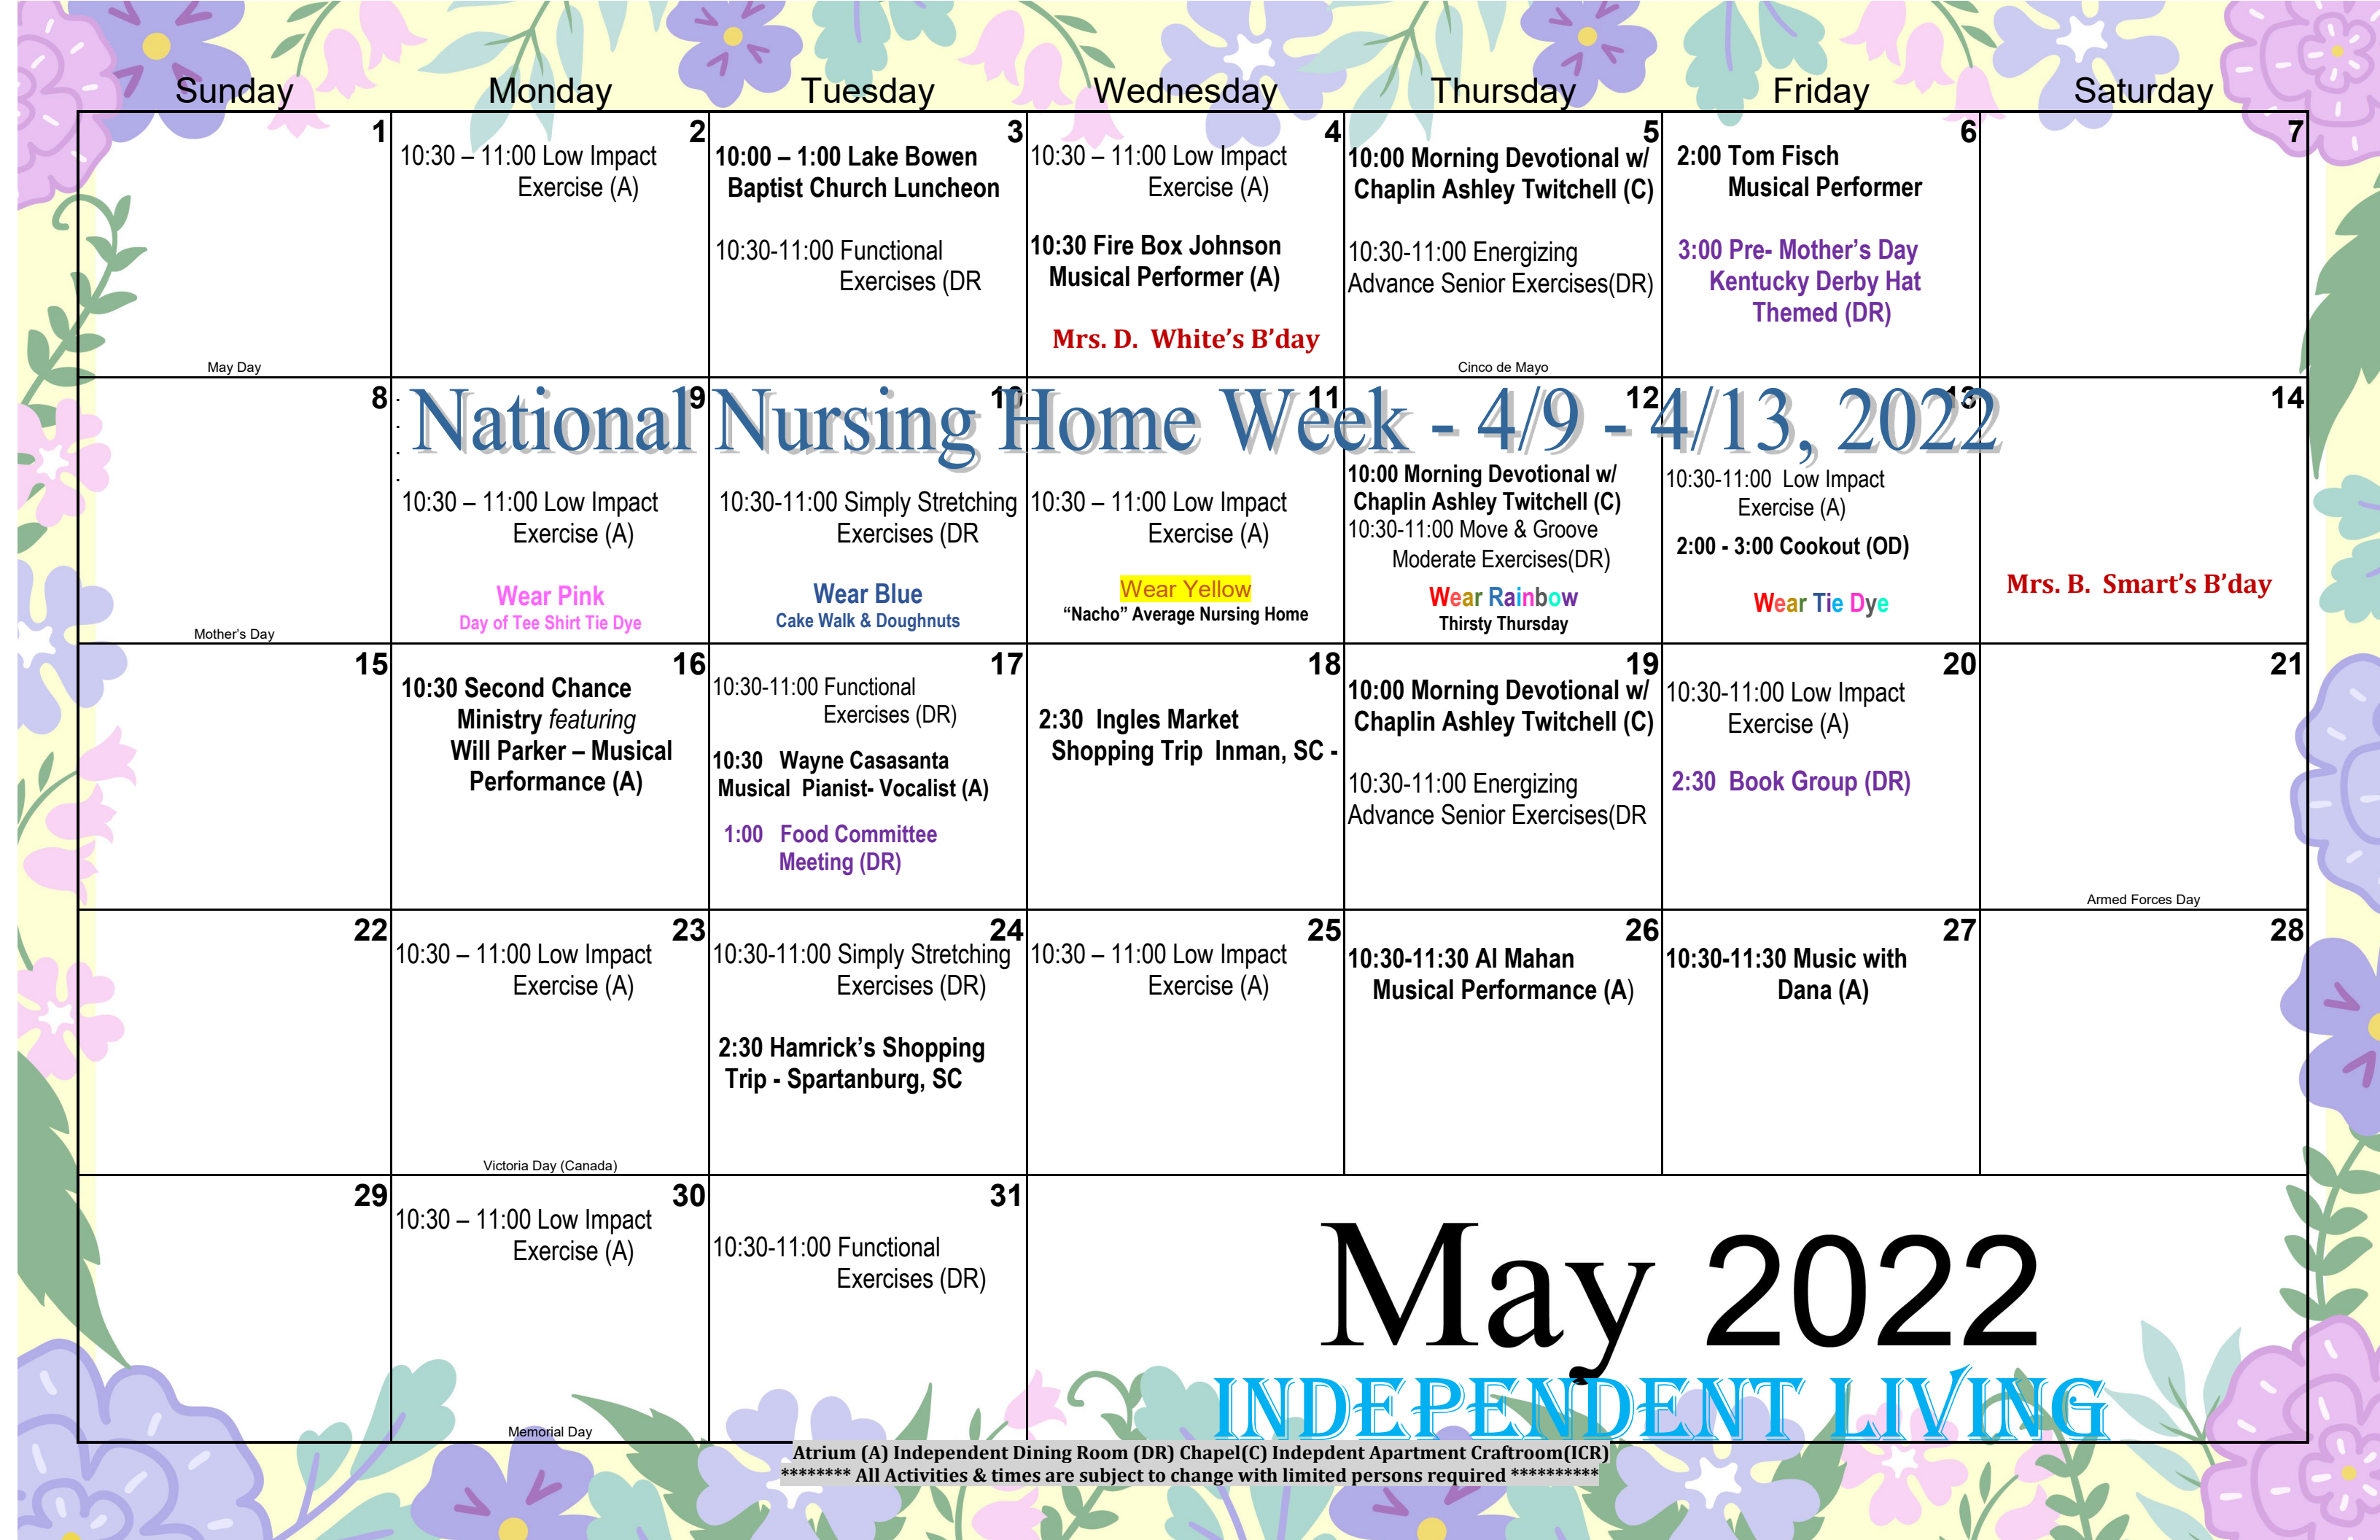 Sunday Monday Tuesday Wednesday Thursday Friday Saturday
1
May Day
2
10:30 – 11:00 Low Impact
Exercise (A)
3
10:00 – 1:00 Lake Bowen
Baptist Church Luncheon
10:30-11:00 Functional
Exercises (DR
4
10:30 – 11:00 Low Impact
Exercise (A)
10:30 Fire Box Johnson
Musical Performer (A)
Mrs. D. White's B'day
5
10:00 Morning Devotional w/
Chaplin Ashley Twitchell (C)
10:30-11:00 Energizing
Advance Senior Exercises(DR)
Cinco de Mayo
6
2:00 Tom Fisch
Musical Performer
3:00 Pre- Mother's Day
Kentucky Derby Hat
Themed (DR)
7
National Nursing Home Week - 4/9 - 4/13, 2022
8
Mother's Day
9
10:30 – 11:00 Low Impact
Exercise (A)
Wear Pink
Day of Tee Shirt Tie Dye
10
10:30-11:00 Simply Stretching
Exercises (DR
Wear Blue
Cake Walk & Doughnuts
11
10:30 – 11:00 Low Impact
Exercise (A)
Wear Yellow
“Nacho” Average Nursing Home
12
10:00 Morning Devotional w/
Chaplin Ashley Twitchell (C)
10:30-11:00 Move & Groove
Moderate Exercises(DR)
Wear Rainbow
Thirsty Thursday
13
10:30-11:00 Low Impact
Exercise (A)
2:00 - 3:00 Cookout (OD)
Wear Tie Dye
14
Mrs. B. Smart's B'day
15
16
10:30 Second Chance
Ministry featuring
Will Parker – Musical
Performance (A)
17
10:30-11:00 Functional
Exercises (DR)
10:30 Wayne Casasanta
Musical Pianist- Vocalist (A)
1:00 Food Committee
Meeting (DR)
18
2:30 Ingles Market
Shopping Trip Inman, SC -
19
10:00 Morning Devotional w/
Chaplin Ashley Twitchell (C)
10:30-11:00 Energizing
Advance Senior Exercises(DR
20
10:30-11:00 Low Impact
Exercise (A)
2:30 Book Group (DR)
21
Armed Forces Day
22
23
10:30 – 11:00 Low Impact
Exercise (A)
Victoria Day (Canada)
24
10:30-11:00 Simply Stretching
Exercises (DR)
2:30 Hamrick's Shopping
Trip - Spartanburg, SC
25
10:30 – 11:00 Low Impact
Exercise (A)
26
10:30-11:30 Al Mahan
Musical Performance (A)
27
10:30-11:30 Music with
Dana (A)
28
29
30
10:30 – 11:00 Low Impact
Exercise (A)
Memorial Day
31
10:30-11:00 Functional
Exercises (DR)
May 2022
INDEPENDENT LIVING
Atrium (A) Independent Dining Room (DR) Chapel(C) Indepdent Apartment Craftroom(ICR)
******** All Activities & times are subject to change with limited persons required **********